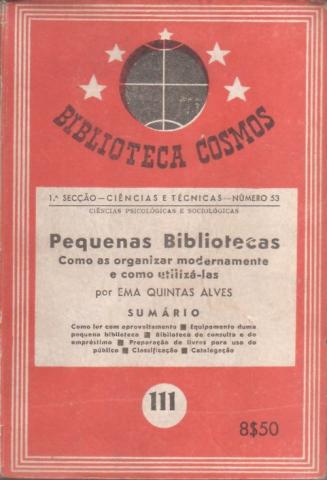 BIBLIOTECA COSMOS
1.ª SECÇÃO — CIÊNCIAS E TÉCNICAS — NÚMERO 53
CIÊNCIAS PSICOLÓGICAS E SOCIOLÓGICAS
Pequenas Bibliotecas
Como as organizar modernamente
e como utilizá-las
por EMA QUINTAS ALVES
SUMÁRIO
Como ler com aproveitamento ■ Equipamento duma
pequena biblioteca ■ Biblioteca de consulta e de
empréstimo ■ Preparação de livros para uso do
público ■ Classificação ■ Catalogação
111
8$50